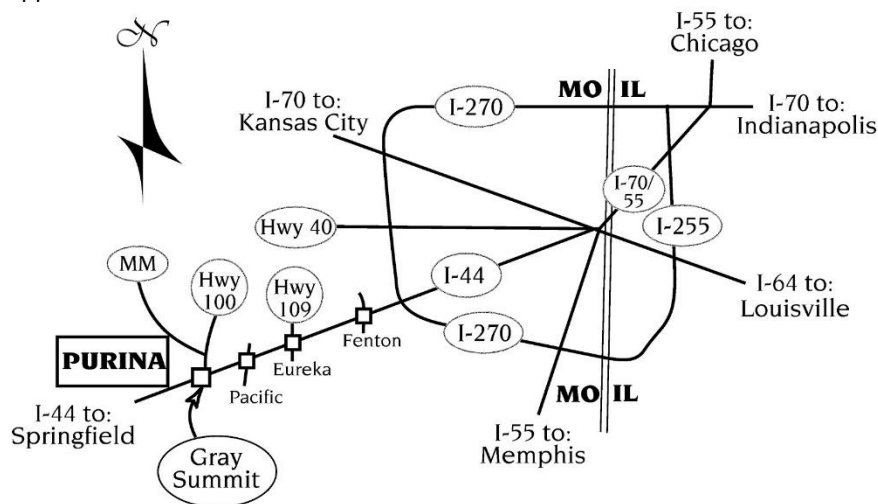 I-55 to:
Chicago
N
MO IL
I-70 to:
Kansas City
I-270
I-70 to:
Indianapolis
I-70/
55
Hwy 40
I-255
MM
Hwy
100
Hwy
109
I-44
I-64 to:
Louisville
I-270
Fenton
PURINA
Eureka
Pacific
MO IL
I-44 to:
Springfield
I-55 to:
Memphis
Gray
Summit